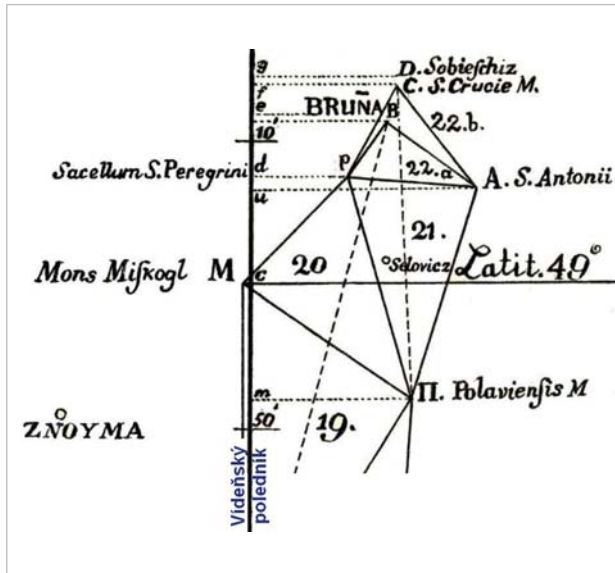 g
D. Sobieſchiz
f
C. S. Crucie M.
e
BRUÑA
B
22.b.
10'
Sacellum S. Peregrini
d
P
22.a
A. S. Antonii
u
21.
Mons Miſkogl
M
c
20
Selovicz
Latit. 49°
m
Π. Polavienſis M
ZNOYMA
50'
19.
Vídeňský
poledník